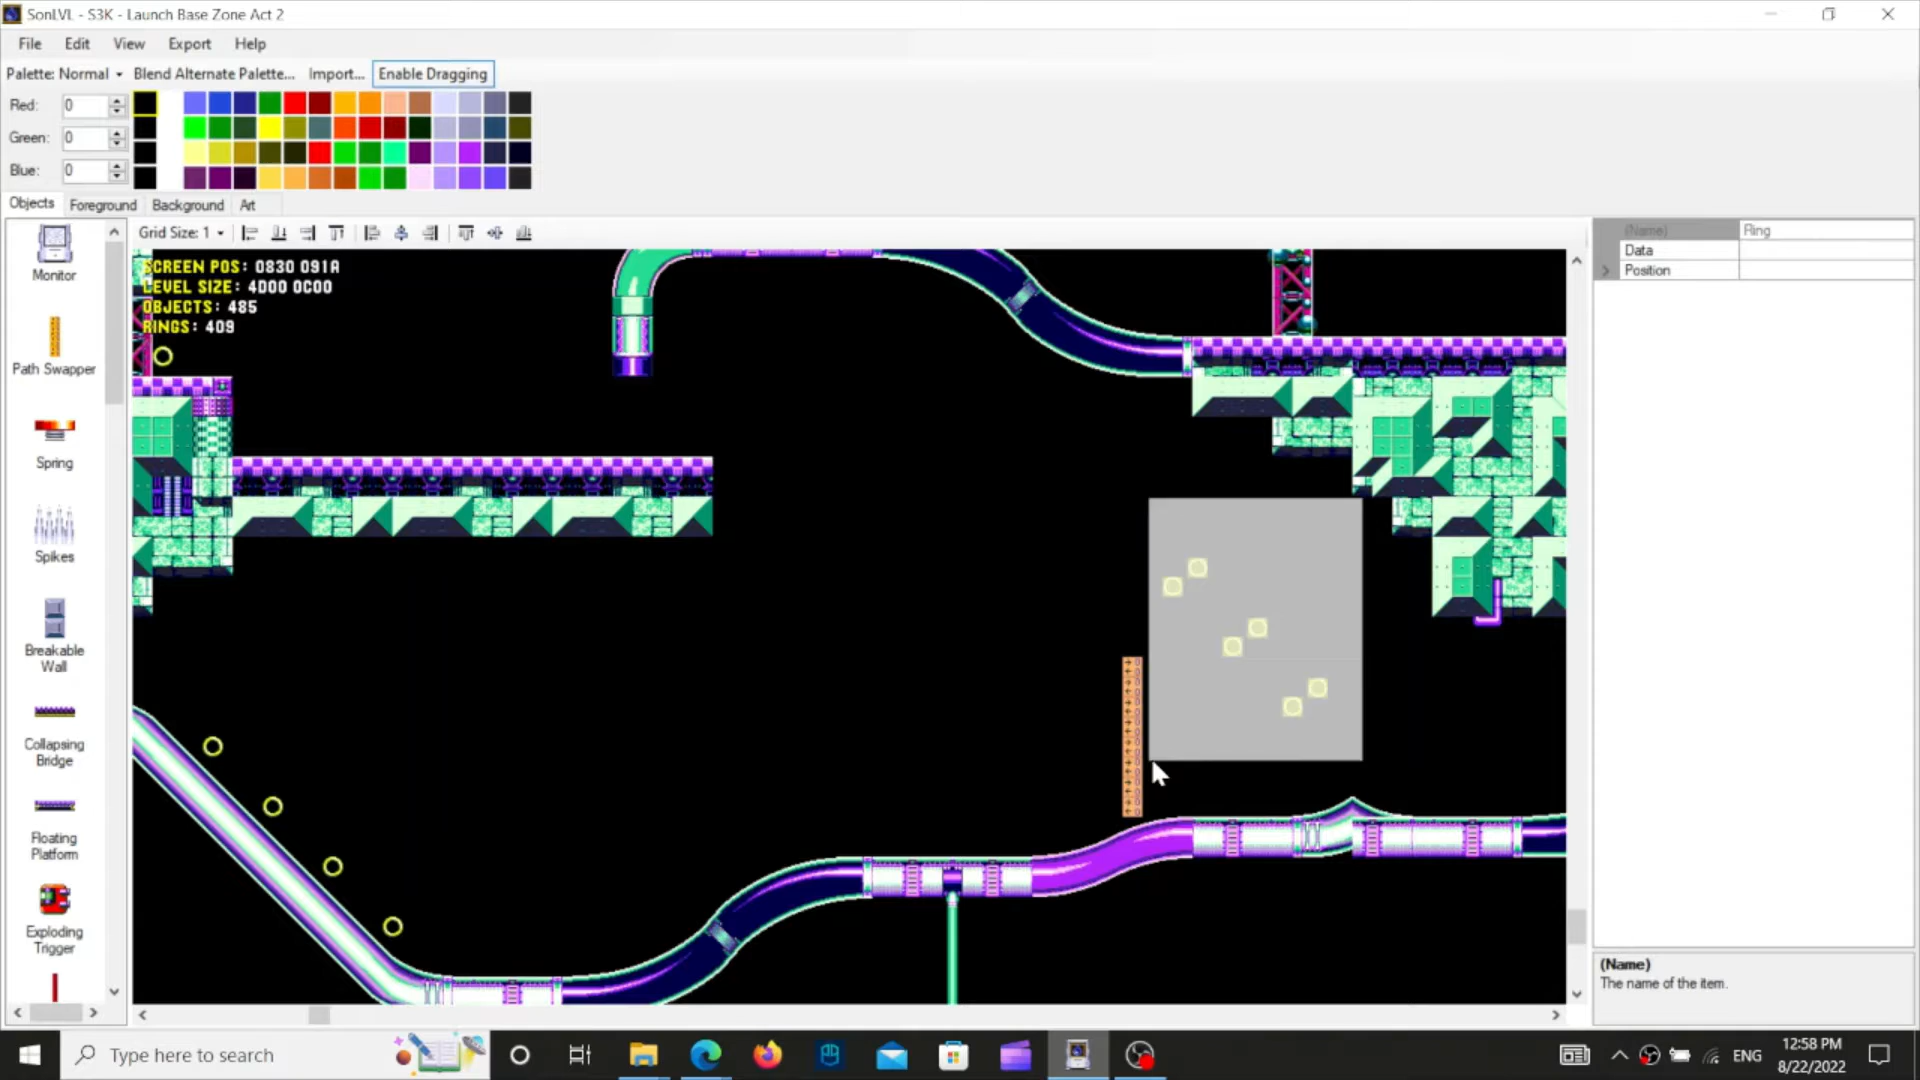 SonLVL - S3K - Launch Base Zone Act 2
File Edit View Export Help
Palette: Normal Blend Alternate Palette... Import... Enable Dragging
Red: 0
Green: 0
Blue: 0
Objects Foreground Background Art
Grid Size: 1
Monitor
Path Swapper
Spring
Spikes
Breakable
Wall
Collapsing
Bridge
Floating
Platform
Exploding
Trigger
SCREEN POS: 0830 091A
LEVEL SIZE: 4D00 0C00
OBJECTS: 485
RINGS: 409
(Name) Ring
Data
Position
(Name)
The name of the item.
Type here to search
ENG
12:58 PM
8/22/2022